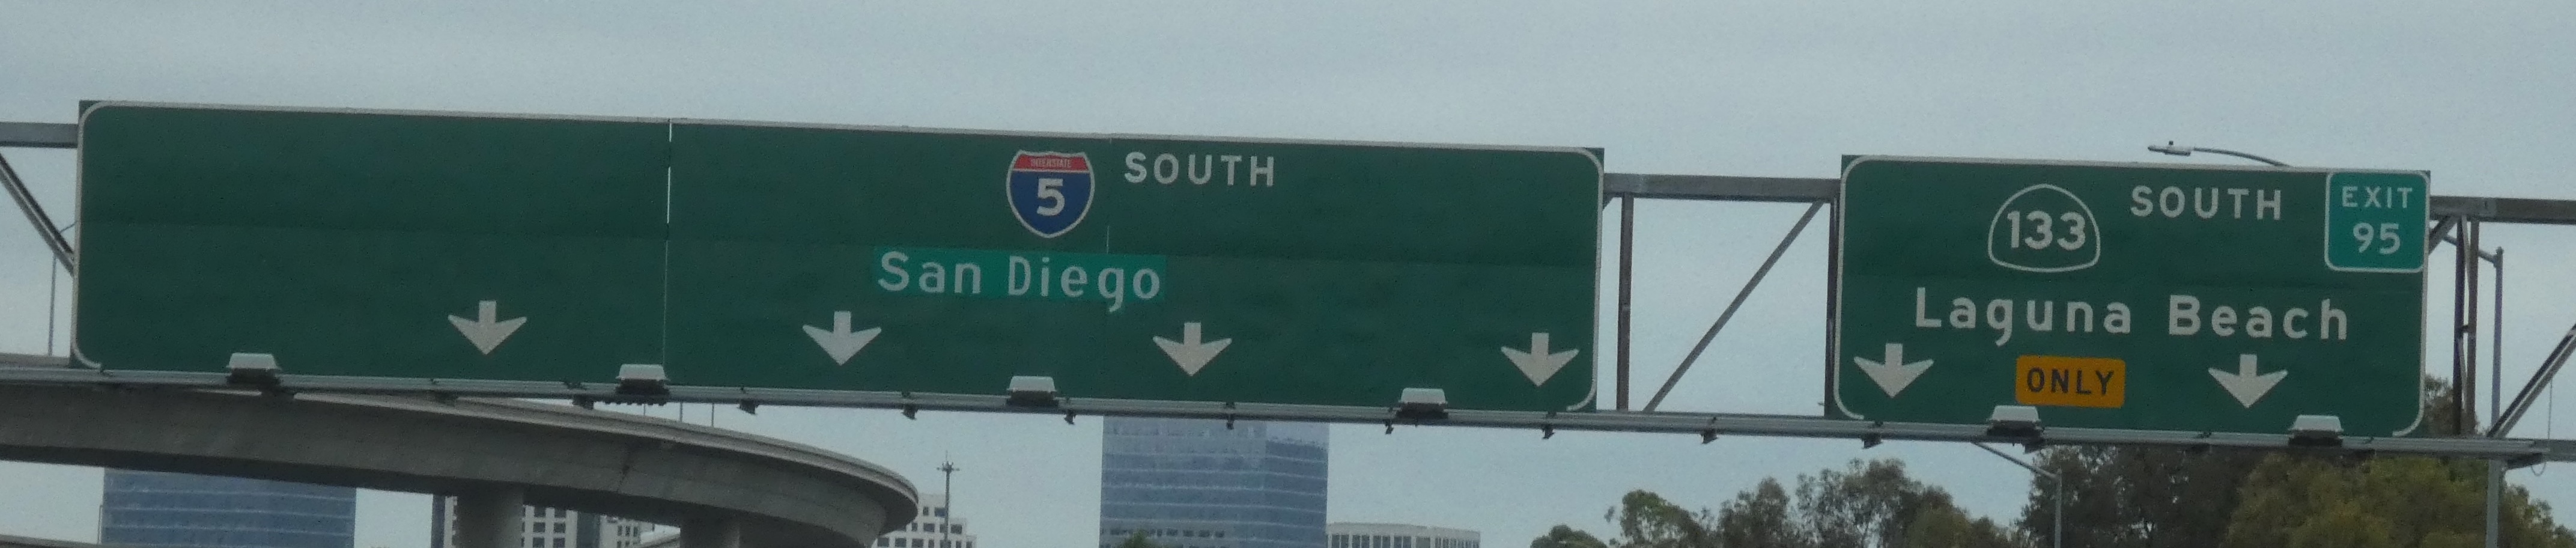 INTERSTATE
5 SOUTH
San Diego
133 SOUTH
EXIT
95
Laguna Beach
ONLY